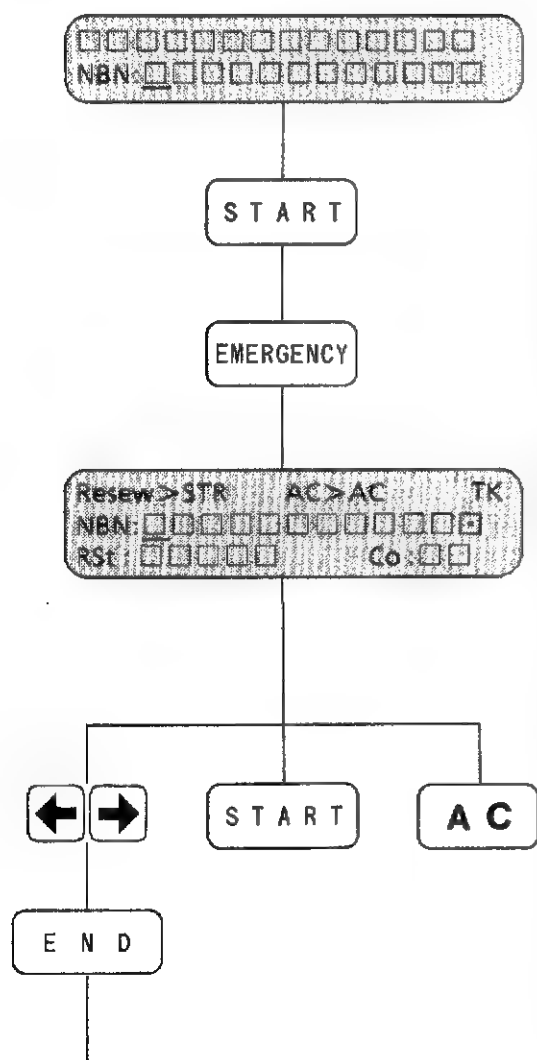 □□□□□□□□□□□□□□
NBN:□□□□□□□□□□□□
START
EMERGENCY
Resew>STR AC>AC TK
NBN:□□□□□□□□□□□⊡
RSt:□□□□□ Co:□□
START
AC
END